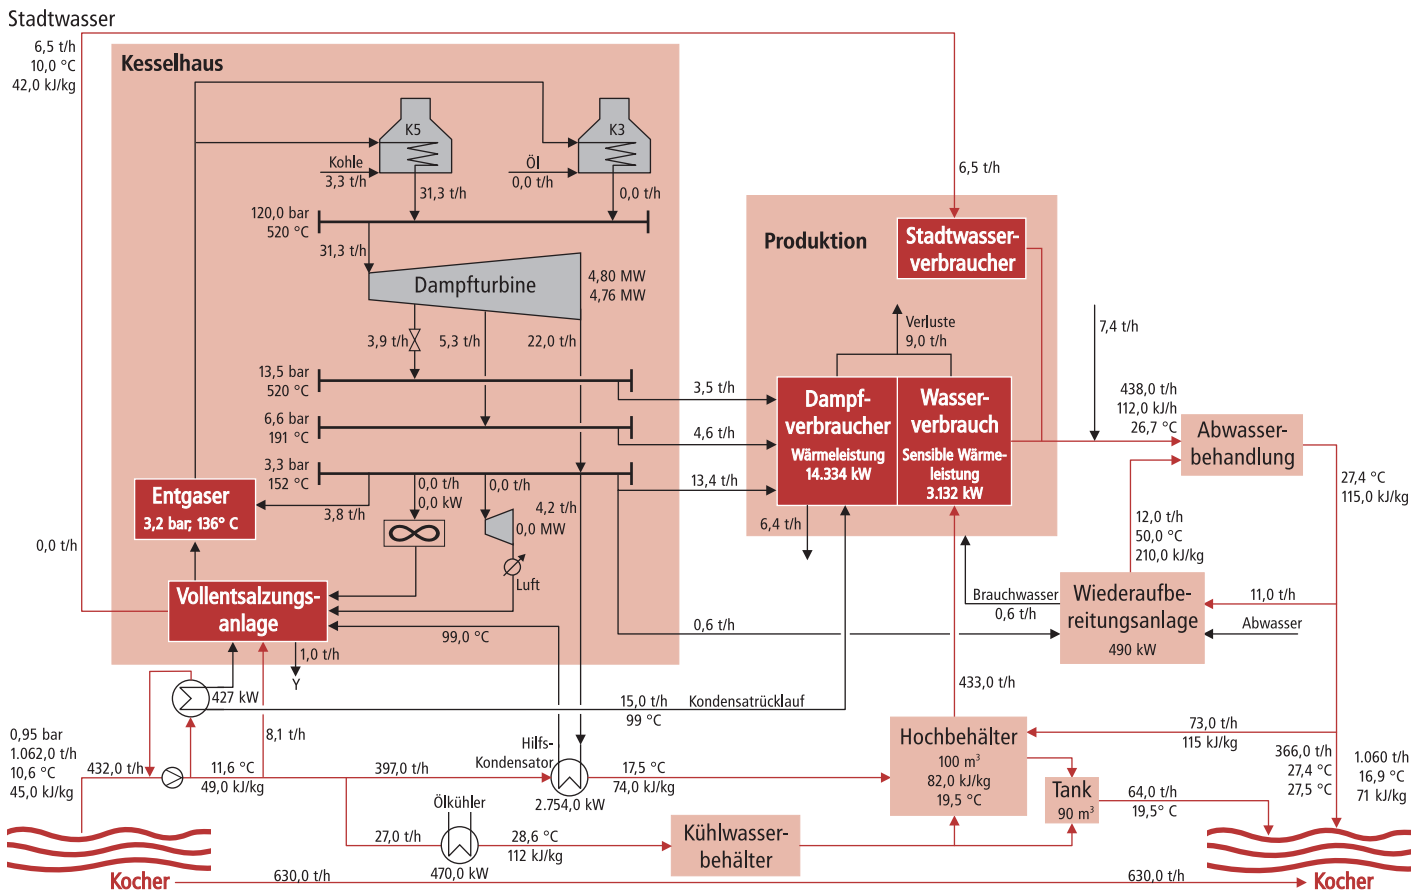 Stadtwasser
6,5 t/h
10,0 °C
42,0 kJ/kg
Kesselhaus
K5
K3
Kohle
3,3 t/h
Öl
0,0 t/h
31,3 t/h
0,0 t/h
6,5 t/h
120,0 bar
520 °C
31,3 t/h
Dampfturbine
4,80 MW
4,76 MW
Produktion
Stadtwasser-
verbraucher
3,9 t/h
5,3 t/h
22,0 t/h
Verluste
9,0 t/h
7,4 t/h
13,5 bar
520 °C
3,5 t/h
6,6 bar
191 °C
4,6 t/h
3,3 bar
152 °C
13,4 t/h
Dampf-
verbraucher
Wärmeleistung
14.334 kW
Wasser-
verbrauch
Sensible Wärme-
leistung
3.132 kW
438,0 t/h
112,0 kJ/h
26,7 °C
Abwasser-
behandlung
27,4 °C
115,0 kJ/kg
Entgaser
3,2 bar; 136° C
3,8 t/h
0,0 t/h
0,0 kW
0,0 t/h
4,2 t/h
0,0 MW
Luft
6,4 t/h
12,0 t/h
50,0 °C
210,0 kJ/kg
0,0 t/h
Vollentsalzungs-
anlage
99,0 °C
0,6 t/h
Brauchwasser
0,6 t/h
Wiederaufbe-
reitungsanlage
490 kW
11,0 t/h
Abwasser
1,0 t/h
Y
427 kW
15,0 t/h
99 °C
Kondensatrücklauf
433,0 t/h
0,95 bar
1.062,0 t/h
10,6 °C
45,0 kJ/kg
432,0 t/h
8,1 t/h
11,6 °C
49,0 kJ/kg
397,0 t/h
Hilfs-
Kondensator
2.754,0 kW
17,5 °C
74,0 kJ/kg
Hochbehälter
100 m³
82,0 kJ/kg
19,5 °C
73,0 t/h
115 kJ/kg
366,0 t/h
27,4 °C
27,5 °C
1.060 t/h
16,9 °C
71 kJ/kg
Tank
90 m³
64,0 t/h
19,5° C
Ölkühler
27,0 t/h
470,0 kW
28,6 °C
112 kJ/kg
Kühlwasser-
behälter
Kocher
630,0 t/h
630,0 t/h
Kocher